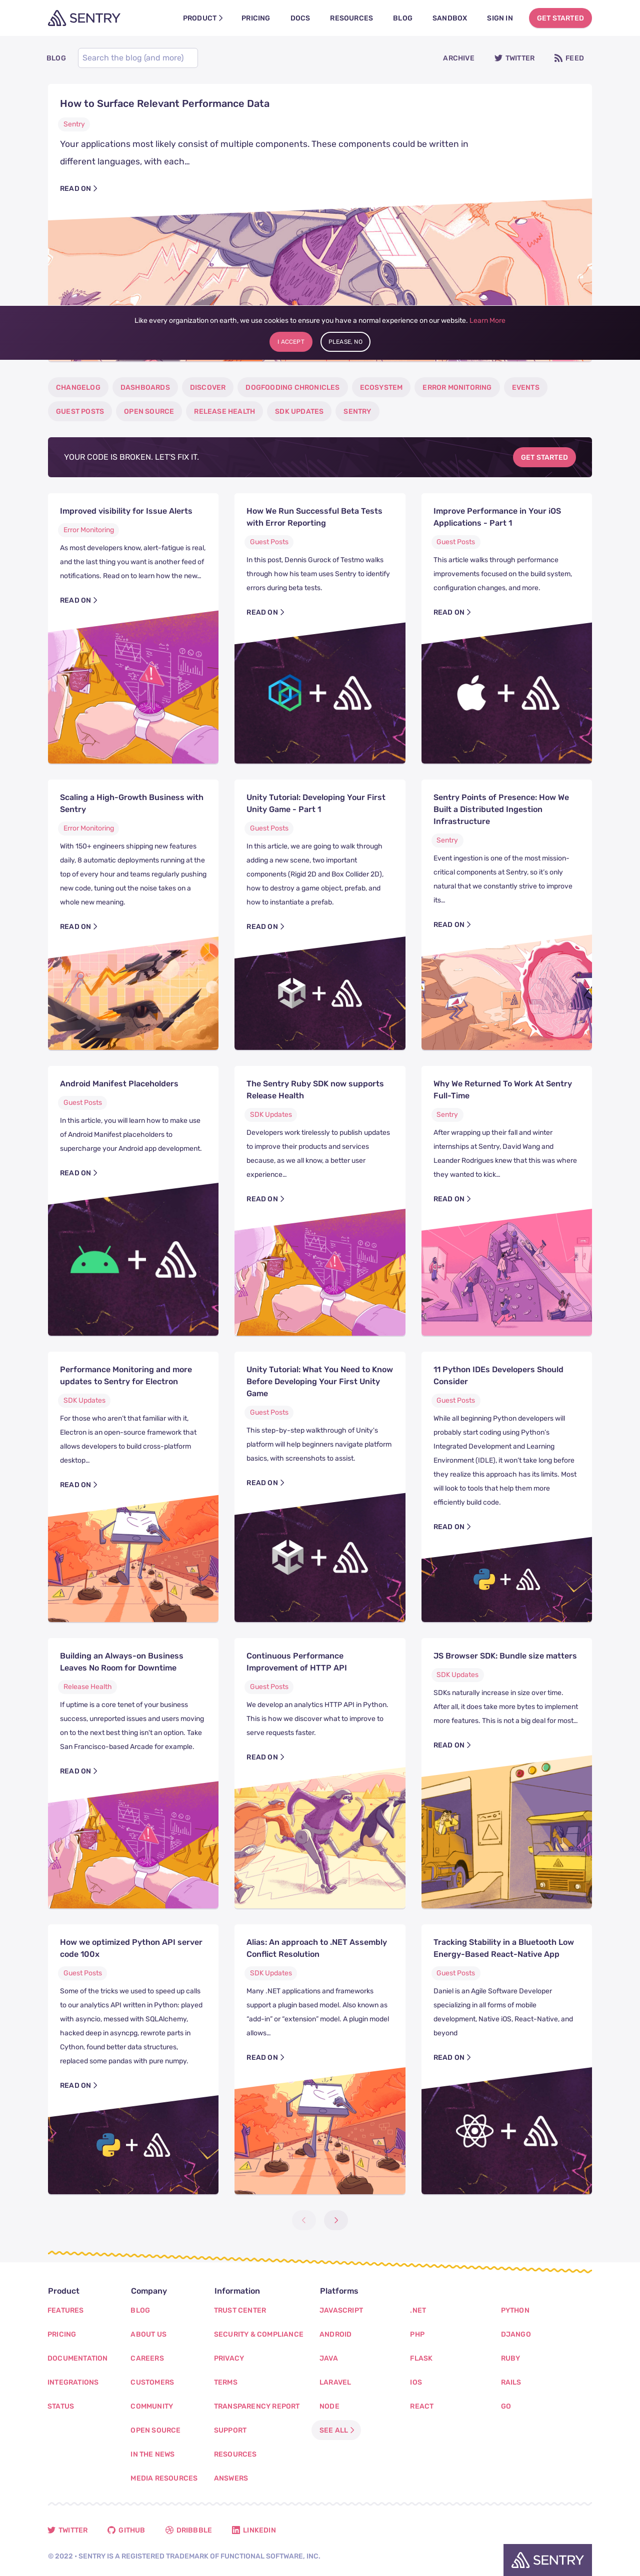 SENTRY
PRODUCT
PRICING
DOCS
RESOURCES
BLOG
SANDBOX
SIGN IN
GET STARTED
BLOG
Search the blog (and more)
ARCHIVE
TWITTER
FEED
How to Surface Relevant Performance Data
Sentry
Your applications most likely consist of multiple components. These components could be written in
different languages, with each…
READ ON
Like every organization on earth, we use cookies to ensure you have a normal experience on our website. Learn More
I ACCEPT
PLEASE, NO
CHANGELOG
DASHBOARDS
DISCOVER
DOGFOODING CHRONICLES
ECOSYSTEM
ERROR MONITORING
EVENTS
GUEST POSTS
OPEN SOURCE
RELEASE HEALTH
SDK UPDATES
SENTRY
YOUR CODE IS BROKEN. LET'S FIX IT.
GET STARTED
Improved visibility for Issue Alerts
Error Monitoring
As most developers know, alert-fatigue is real,
and the last thing you want is another feed of
notifications. Read on to learn how the new…
READ ON
How We Run Successful Beta Tests
with Error Reporting
Guest Posts
In this post, Dennis Gurock of Testmo walks
through how his team uses Sentry to identify
errors during beta tests.
READ ON
Improve Performance in Your iOS
Applications - Part 1
Guest Posts
This article walks through performance
improvements focused on the build system,
configuration changes, and more.
READ ON
Scaling a High-Growth Business with
Sentry
Error Monitoring
With 150+ engineers shipping new features
daily, 8 automatic deployments running at the
top of every hour and teams regularly pushing
new code, tuning out the noise takes on a
whole new meaning.
READ ON
Unity Tutorial: Developing Your First
Unity Game - Part 1
Guest Posts
In this article, we are going to walk through
adding a new scene, two important
components (Rigid 2D and Box Collider 2D),
how to destroy a game object, prefab, and
how to instantiate a prefab.
READ ON
Sentry Points of Presence: How We
Built a Distributed Ingestion
Infrastructure
Sentry
Event ingestion is one of the most mission-
critical components at Sentry, so it's only
natural that we constantly strive to improve
its…
READ ON
Android Manifest Placeholders
Guest Posts
In this article, you will learn how to make use
of Android Manifest placeholders to
supercharge your Android app development.
READ ON
The Sentry Ruby SDK now supports
Release Health
SDK Updates
Developers work tirelessly to publish updates
to improve their products and services
because, as we all know, a better user
experience…
READ ON
Why We Returned To Work At Sentry
Full-Time
Sentry
After wrapping up their fall and winter
internships at Sentry, David Wang and
Leander Rodrigues knew that this was where
they wanted to kick…
READ ON
Performance Monitoring and more
updates to Sentry for Electron
SDK Updates
For those who aren't that familiar with it,
Electron is an open-source framework that
allows developers to build cross-platform
desktop…
READ ON
Unity Tutorial: What You Need to Know
Before Developing Your First Unity
Game
Guest Posts
This step-by-step walkthrough of Unity's
platform will help beginners navigate platform
basics, with screenshots to assist.
READ ON
11 Python IDEs Developers Should
Consider
Guest Posts
While all beginning Python developers will
probably start coding using Python's
Integrated Development and Learning
Environment (IDLE), it won't take long before
they realize this approach has its limits. Most
will look to tools that help them more
efficiently build code.
READ ON
Building an Always-on Business
Leaves No Room for Downtime
Release Health
If uptime is a core tenet of your business
success, unreported issues and users moving
on to the next best thing isn't an option. Take
San Francisco-based Arcade for example.
READ ON
Continuous Performance
Improvement of HTTP API
Guest Posts
We develop an analytics HTTP API in Python.
This is how we discover what to improve to
serve requests faster.
READ ON
JS Browser SDK: Bundle size matters
SDK Updates
SDKs naturally increase in size over time.
After all, it does take more bytes to implement
more features. This is not a big deal for most…
READ ON
How we optimized Python API server
code 100x
Guest Posts
Some of the tricks we used to speed up calls
to our analytics API written in Python: played
with asyncio, messed with SQLAlchemy,
hacked deep in asyncpg, rewrote parts in
Cython, found better data structures,
replaced some pandas with pure numpy.
READ ON
Alias: An approach to .NET Assembly
Conflict Resolution
SDK Updates
Many .NET applications and frameworks
support a plugin based model. Also known as
"add-in" or "extension" model. A plugin model
allows…
READ ON
Tracking Stability in a Bluetooth Low
Energy-Based React-Native App
Guest Posts
Daniel is an Agile Software Developer
specializing in all forms of mobile
development, Native iOS, React-Native, and
beyond
READ ON
Product
FEATURES
PRICING
DOCUMENTATION
INTEGRATIONS
STATUS
Company
BLOG
ABOUT US
CAREERS
CUSTOMERS
COMMUNITY
OPEN SOURCE
IN THE NEWS
MEDIA RESOURCES
Information
TRUST CENTER
SECURITY & COMPLIANCE
PRIVACY
TERMS
TRANSPARENCY REPORT
SUPPORT
RESOURCES
ANSWERS
Platforms
JAVASCRIPT
ANDROID
JAVA
LARAVEL
NODE
SEE ALL
.NET
PHP
FLASK
IOS
REACT
PYTHON
DJANGO
RUBY
RAILS
GO
TWITTER
GITHUB
DRIBBBLE
LINKEDIN
© 2022 • SENTRY IS A REGISTERED TRADEMARK OF FUNCTIONAL SOFTWARE, INC.
SENTRY